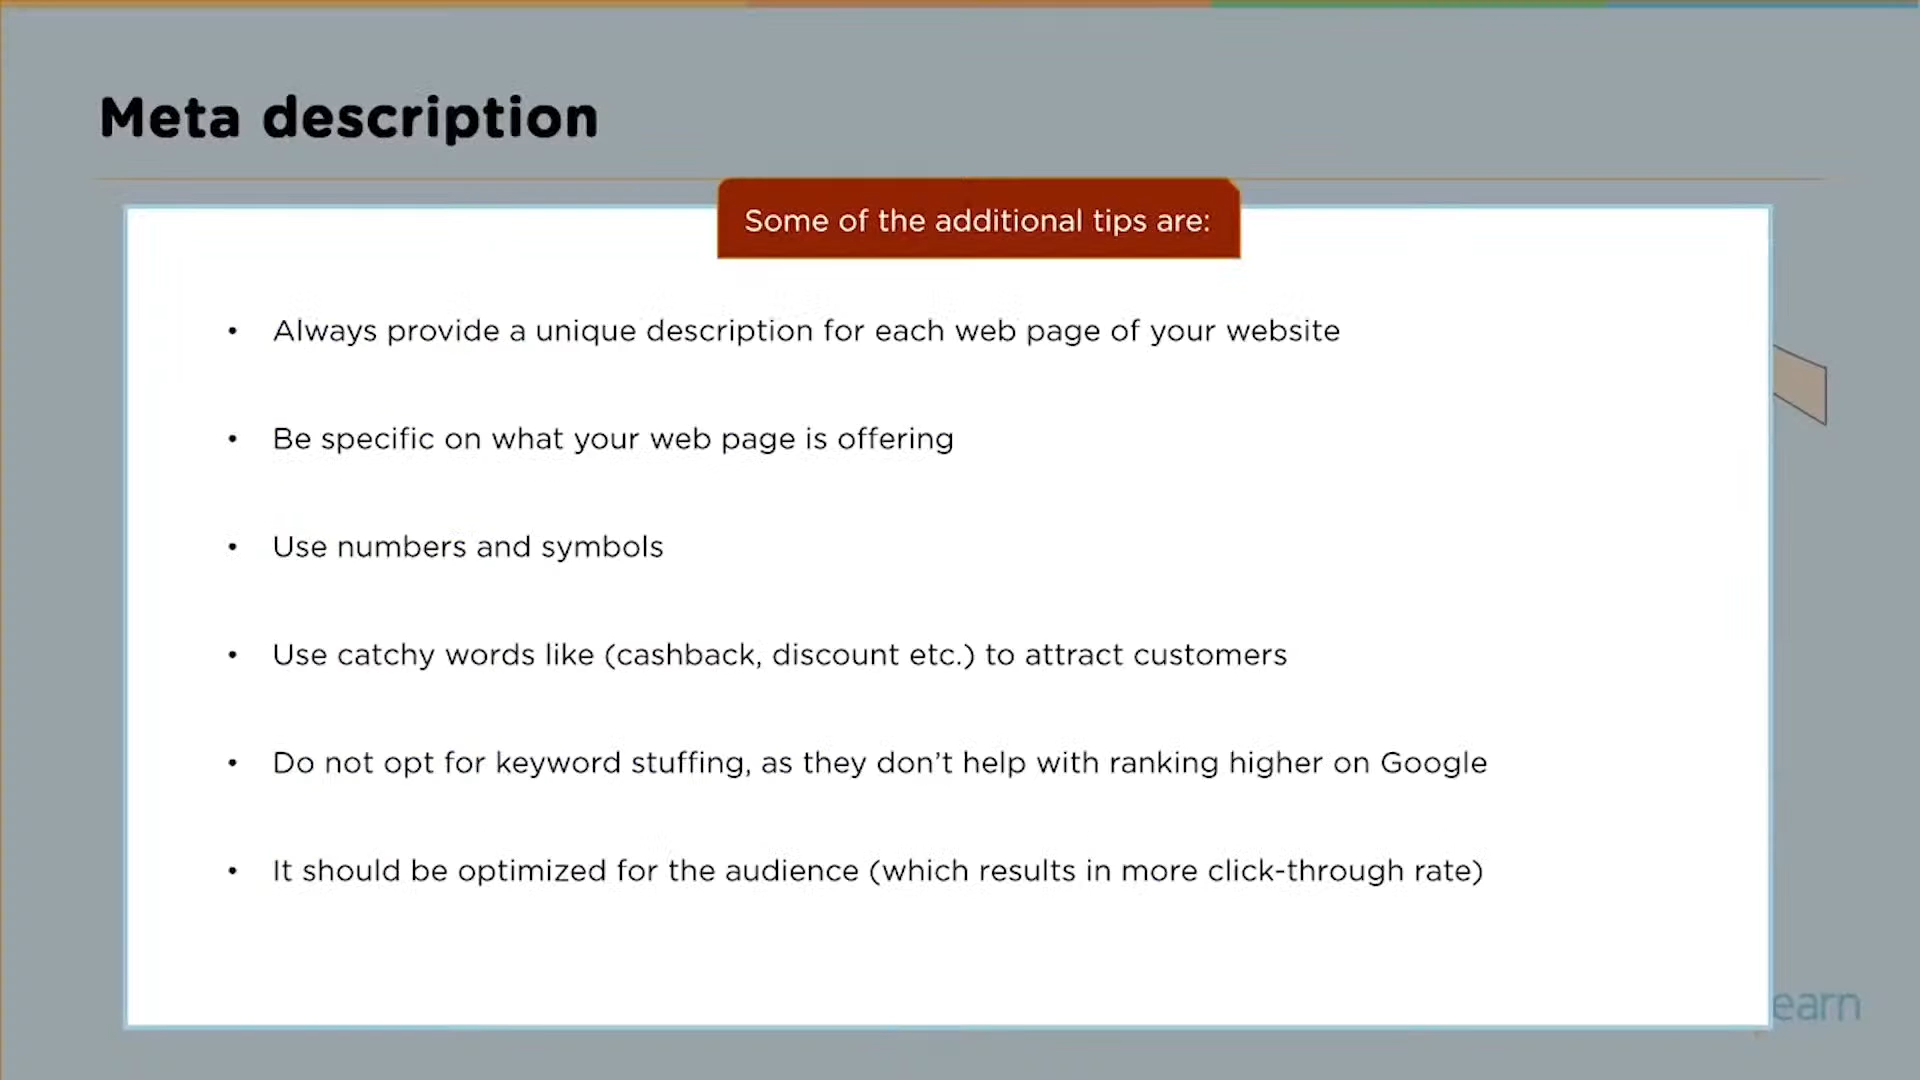 Meta description
Some of the additional tips are:
• Always provide a unique description for each web page of your website
• Be specific on what your web page is offering
• Use numbers and symbols
• Use catchy words like (cashback, discount etc.) to attract customers
• Do not opt for keyword stuffing, as they don’t help with ranking higher on Google
• It should be optimized for the audience (which results in more click-through rate)
earn